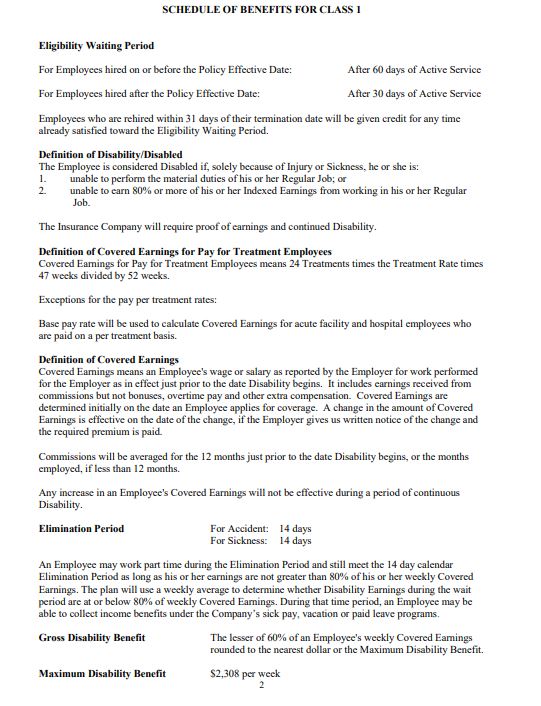 SCHEDULE OF BENEFITS FOR CLASS 1
Eligibility Waiting Period
For Employees hired on or before the Policy Effective Date: After 60 days of Active Service
For Employees hired after the Policy Effective Date: After 30 days of Active Service
Employees who are rehired within 31 days of their termination date will be given credit for any time
already satisfied toward the Eligibility Waiting Period.
Definition of Disability/Disabled
The Employee is considered Disabled if, solely because of Injury or Sickness, he or she is:
1. unable to perform the material duties of his or her Regular Job; or
2. unable to earn 80% or more of his or her Indexed Earnings from working in his or her Regular
Job.
The Insurance Company will require proof of earnings and continued Disability.
Definition of Covered Earnings for Pay for Treatment Employees
Covered Earnings for Pay for Treatment Employees means 24 Treatments times the Treatment Rate times
47 weeks divided by 52 weeks.
Exceptions for the pay per treatment rates:
Base pay rate will be used to calculate Covered Earnings for acute facility and hospital employees who
are paid on a per treatment basis.
Definition of Covered Earnings
Covered Earnings means an Employee's wage or salary as reported by the Employer for work performed
for the Employer as in effect just prior to the date Disability begins. It includes earnings received from
commissions but not bonuses, overtime pay and other extra compensation. Covered Earnings are
determined initially on the date an Employee applies for coverage. A change in the amount of Covered
Earnings is effective on the date of the change, if the Employer gives us written notice of the change and
the required premium is paid.
Commissions will be averaged for the 12 months just prior to the date Disability begins, or the months
employed, if less than 12 months.
Any increase in an Employee's Covered Earnings will not be effective during a period of continuous
Disability.
Elimination Period For Accident: 14 days
For Sickness: 14 days
An Employee may work part time during the Elimination Period and still meet the 14 day calendar
Elimination Period as long as his or her earnings are not greater than 80% of his or her weekly Covered
Earnings. The plan will use a weekly average to determine whether Disability Earnings during the wait
period are at or below 80% of weekly Covered Earnings. During that time period, an Employee may be
able to collect income benefits under the Company's sick pay, vacation or paid leave programs.
Gross Disability Benefit The lesser of 60% of an Employee's weekly Covered Earnings
rounded to the nearest dollar or the Maximum Disability Benefit.
Maximum Disability Benefit $2,308 per week
2